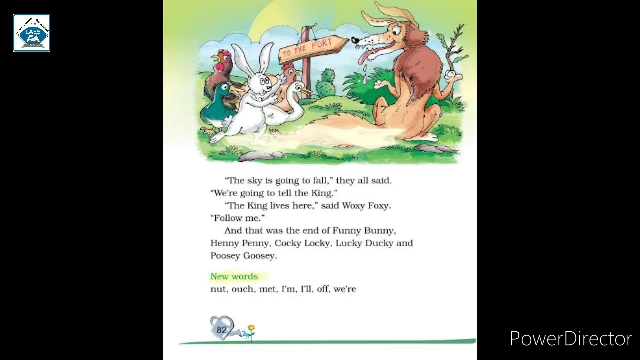 TO THE FORT
"The sky is going to fall," they all said.
"We're going to tell the King."
"The King lives here," said Woxy Foxy.
"Follow me."
And that was the end of Funny Bunny,
Henny Penny, Cocky Locky, Lucky Ducky and
Poosey Goosey.
New words
nut, ouch, met, I'm, I'll, off, we're
82
PowerDirector